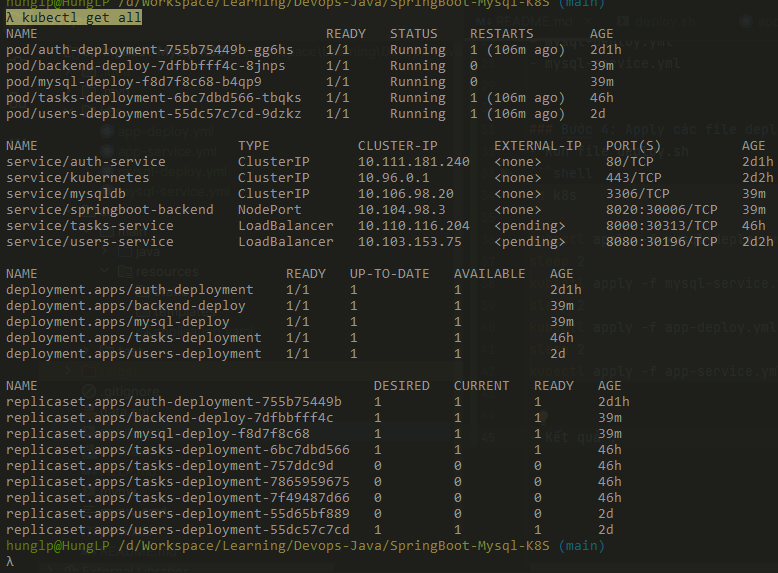 hunglp@HungLP /d/Workspace/Learning/Devops-Java/SpringBoot-Mysql-K8S (main)
λ kubectl get all
NAME READY STATUS RESTARTS AGE
pod/auth-deployment-755b75449b-gg6hs 1/1 Running 1 (106m ago) 2d1h
pod/backend-deploy-7dfbbfff4c-8jnps 1/1 Running 0 39m
pod/mysql-deploy-f8d7f8c68-b4qp9 1/1 Running 0 39m
pod/tasks-deployment-6bc7dbd566-tbqks 1/1 Running 1 (106m ago) 46h
pod/users-deployment-55dc57c7cd-9dzkz 1/1 Running 1 (106m ago) 2d
NAME TYPE CLUSTER-IP EXTERNAL-IP PORT(S) AGE
service/auth-service ClusterIP 10.111.181.240 <none> 80/TCP 2d1h
service/kubernetes ClusterIP 10.96.0.1 <none> 443/TCP 2d2h
service/mysqldb ClusterIP 10.106.98.20 <none> 3306/TCP 39m
service/springboot-backend NodePort 10.104.98.3 <none> 8020:30006/TCP 39m
service/tasks-service LoadBalancer 10.110.116.204 <pending> 8000:30313/TCP 46h
service/users-service LoadBalancer 10.103.153.75 <pending> 8080:30196/TCP 2d2h
NAME READY UP-TO-DATE AVAILABLE AGE
deployment.apps/auth-deployment 1/1 1 1 2d1h
deployment.apps/backend-deploy 1/1 1 1 39m
deployment.apps/mysql-deploy 1/1 1 1 39m
deployment.apps/tasks-deployment 1/1 1 1 46h
deployment.apps/users-deployment 1/1 1 1 2d
NAME DESIRED CURRENT READY AGE
replicaset.apps/auth-deployment-755b75449b 1 1 1 2d1h
replicaset.apps/backend-deploy-7dfbbfff4c 1 1 1 39m
replicaset.apps/mysql-deploy-f8d7f8c68 1 1 1 39m
replicaset.apps/tasks-deployment-6bc7dbd566 1 1 1 46h
replicaset.apps/tasks-deployment-757ddc9d 0 0 0 46h
replicaset.apps/tasks-deployment-7865959675 0 0 0 46h
replicaset.apps/tasks-deployment-7f49487d66 0 0 0 46h
replicaset.apps/users-deployment-55d65bf889 0 0 0 2d
replicaset.apps/users-deployment-55dc57c7cd 1 1 1 2d
hunglp@HungLP /d/Workspace/Learning/Devops-Java/SpringBoot-Mysql-K8S (main)
λ